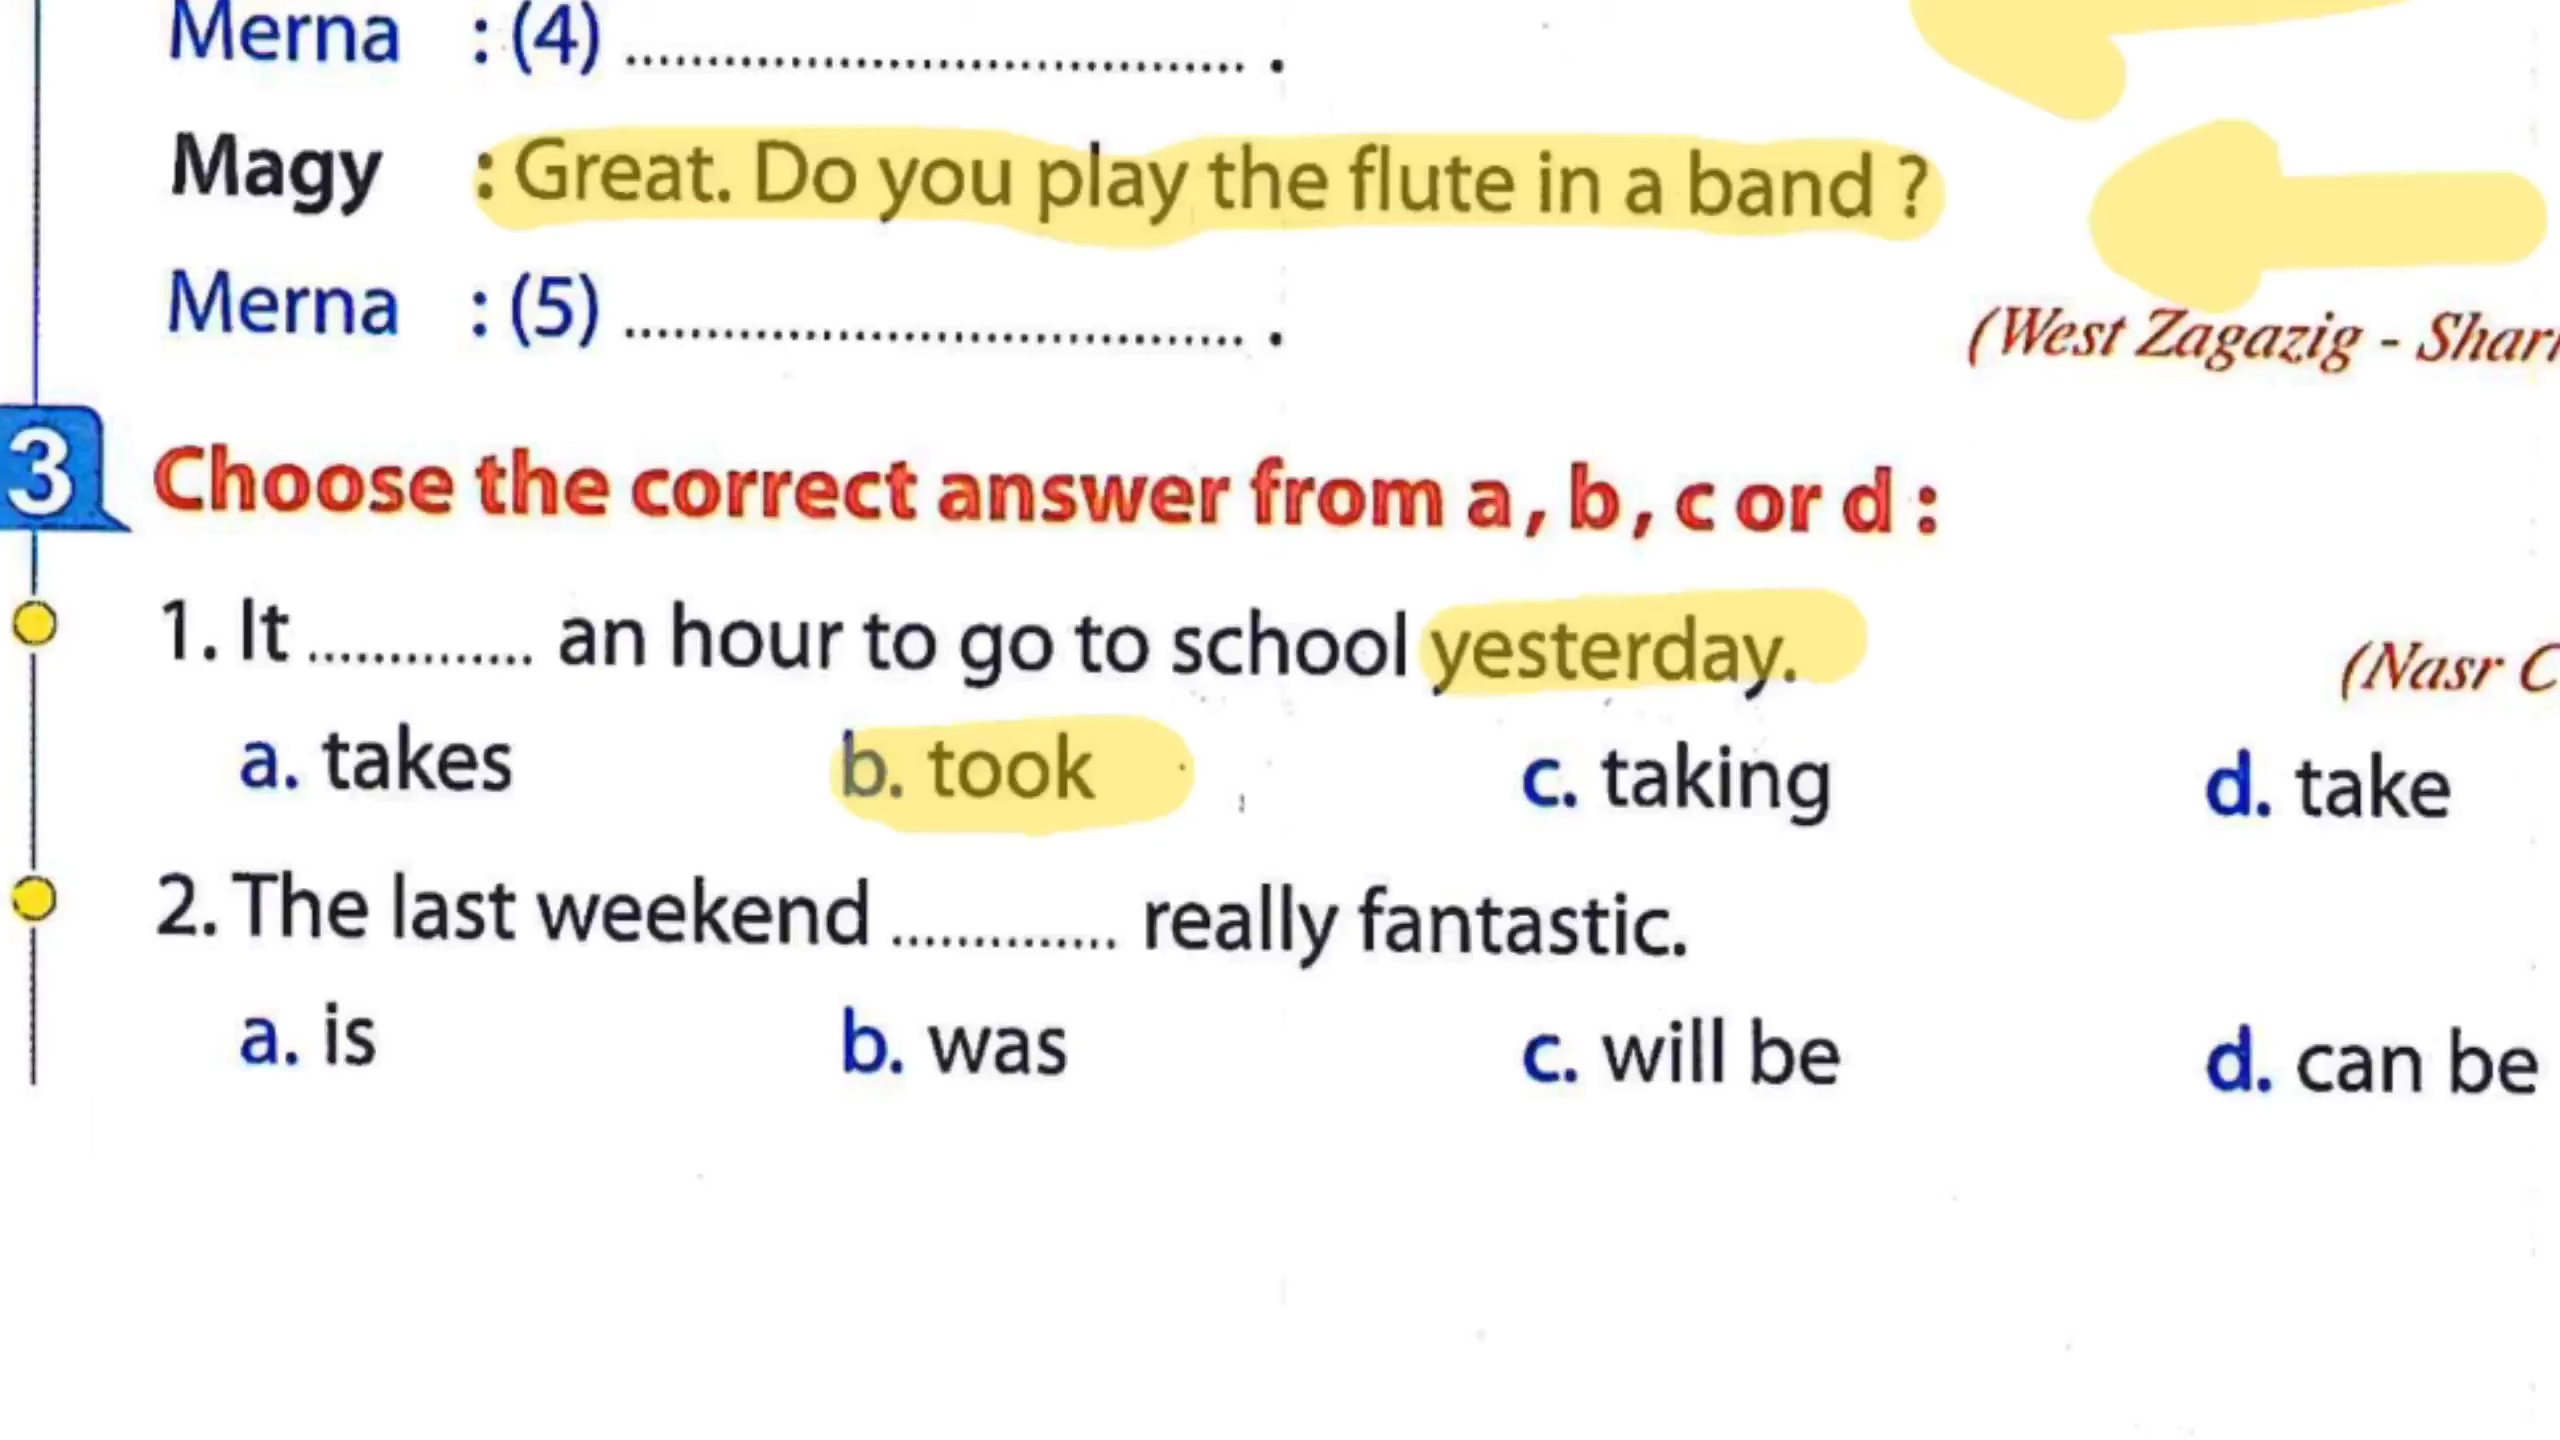 Merna : (4) ............................................ .
Magy : Great. Do you play the flute in a band ?
Merna : (5) ............................................ .
(West Zagazig -
3 Choose the correct answer from a , b , c or d :
1. It .............. an hour to go to school yesterday.
(Nasr
a. takes b. took c. taking d. take
2. The last weekend .............. really fantastic.
a. is b. was c. will be d. can be